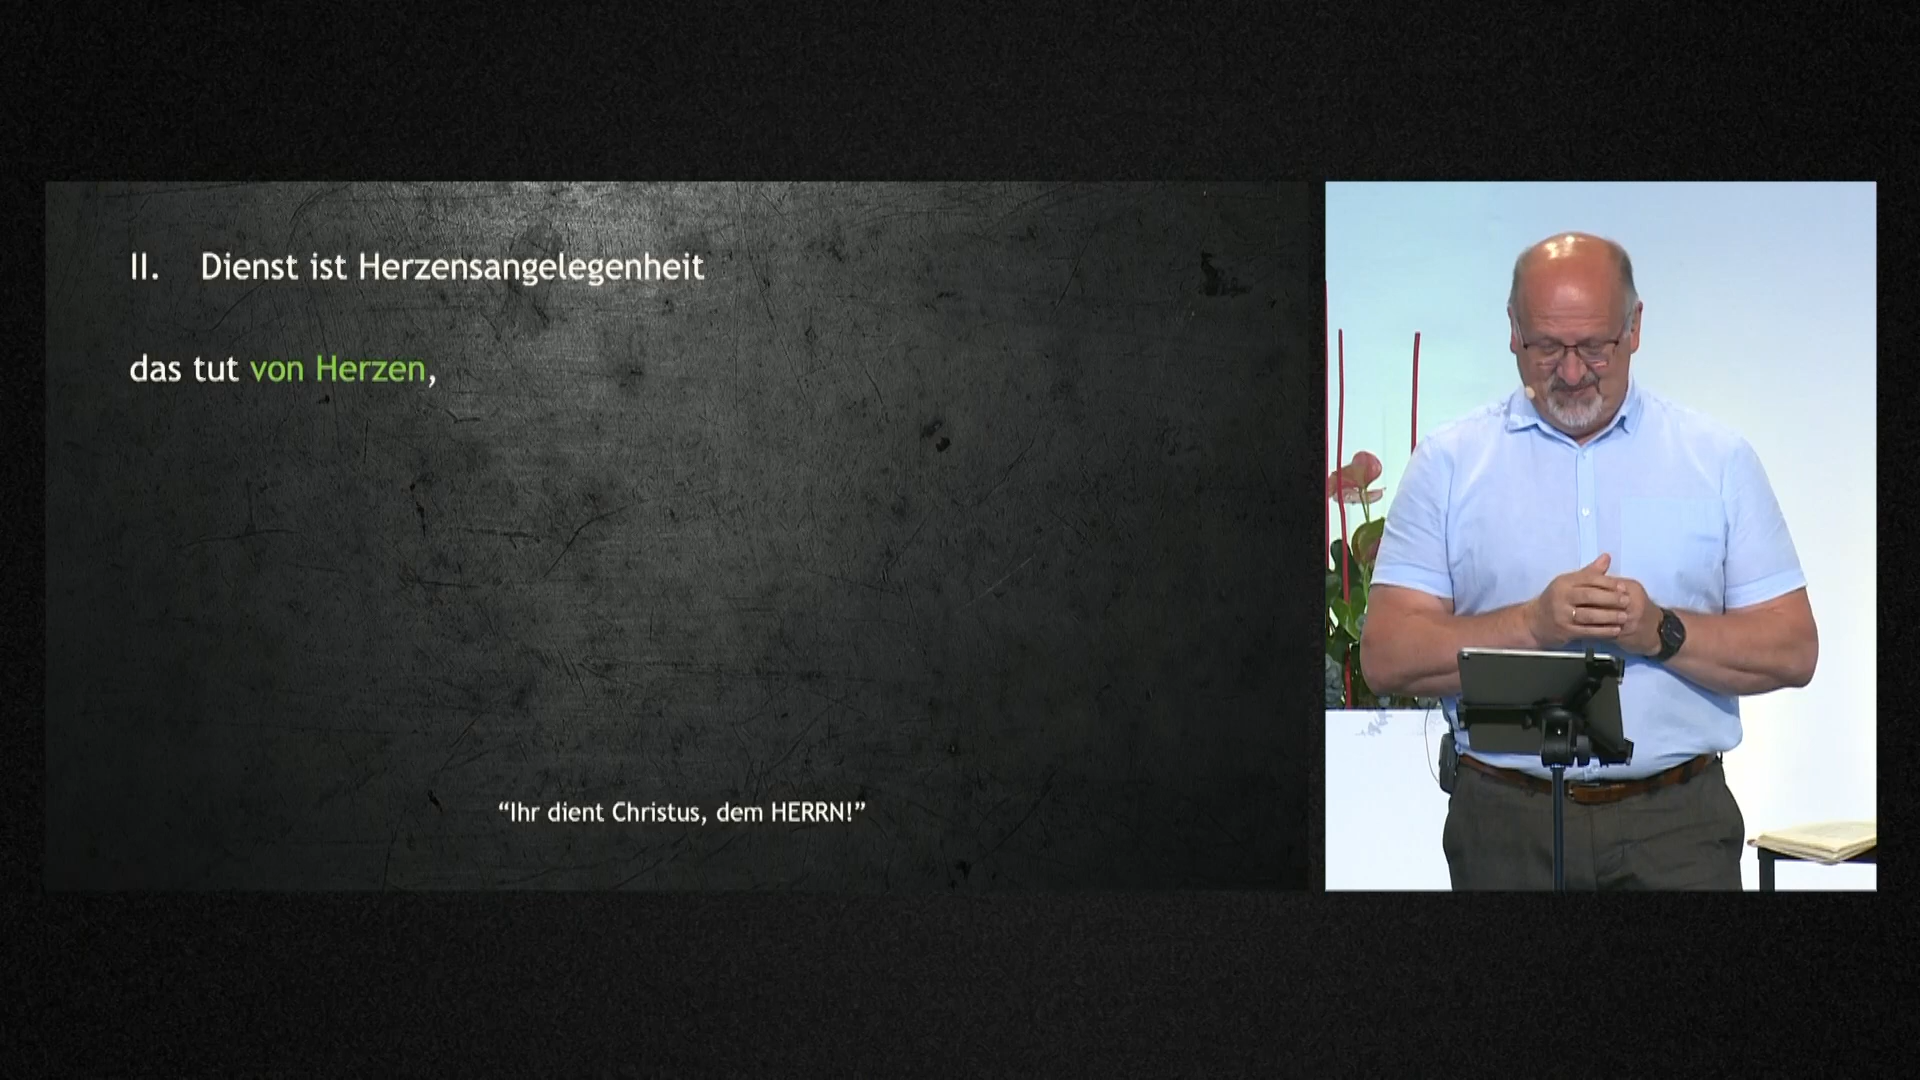 II. Dienst ist Herzensangelegenheit
das tut von Herzen,
“Ihr dient Christus, dem HERRN!”